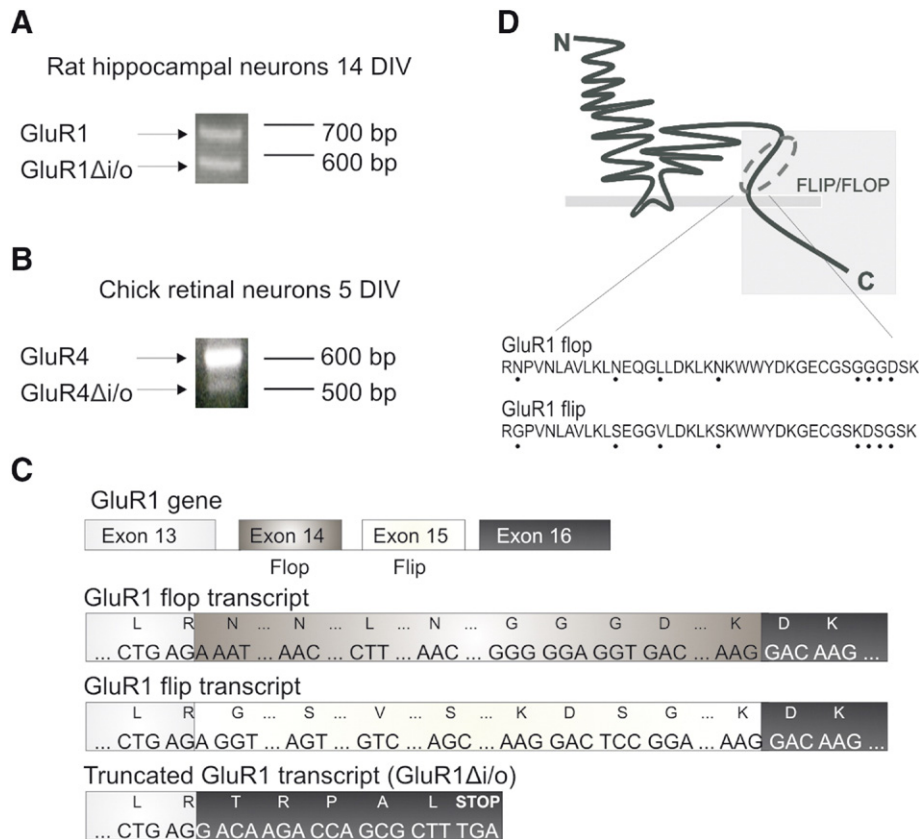 A
Rat hippocampal neurons 14 DIV
GluR1
700 bp
GluR1Δi/o
600 bp
B
Chick retinal neurons 5 DIV
GluR4
600 bp
GluR4Δi/o
500 bp
D
N
FLIP/FLOP
C
GluR1 flop
RNPVNLAVLKLNEQGLLDKLKNKWWYDKGECGSGGGDSK
GluR1 flip
RGPVNLAVLKLSEGGVLDKLKSKWWYDKGECGSKDSGSK
C
GluR1 gene
Exon 13 Exon 14 Exon 15 Exon 16
Flop Flip
GluR1 flop transcript
L R N ... N ... L ... N ... G G G D ... K D K
... CTG AGA AAT ... AAC ... CTT ... AAC ... GGG GGA GGT GAC ... AAG GAC AAG ...
GluR1 flip transcript
L R G ... S ... V ... S ... K D S G ... K D K
... CTG AGA GGT ... AGT ... GTC ... AGC ... AAG GAC TCC GGA ... AAG GAC AAG ...
Truncated GluR1 transcript (GluR1Δi/o)
L R T R P A L STOP
... CTG AGG ACA AGA CCA GCG CTT TGA